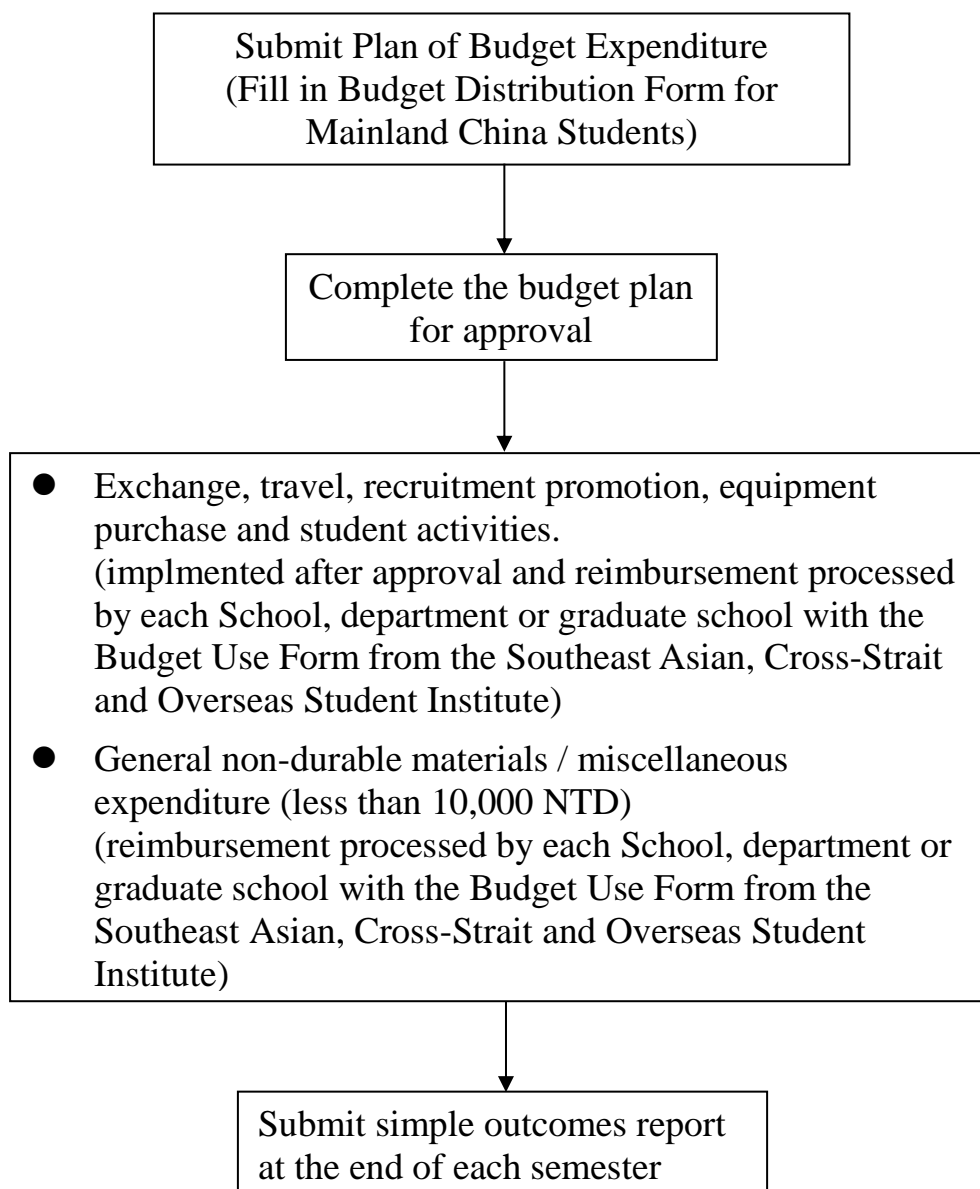 Submit Plan of Budget Expenditure
(Fill in Budget Distribution Form for
Mainland China Students)
Complete the budget plan
for approval
● Exchange, travel, recruitment promotion, equipment
purchase and student activities.
(implmented after approval and reimbursement processed
by each School, department or graduate school with the
Budget Use Form from the Southeast Asian, Cross-Strait
and Overseas Student Institute)
● General non-durable materials / miscellaneous
expenditure (less than 10,000 NTD)
(reimbursement processed by each School, department or
graduate school with the Budget Use Form from the
Southeast Asian, Cross-Strait and Overseas Student
Institute)
Submit simple outcomes report
at the end of each semester